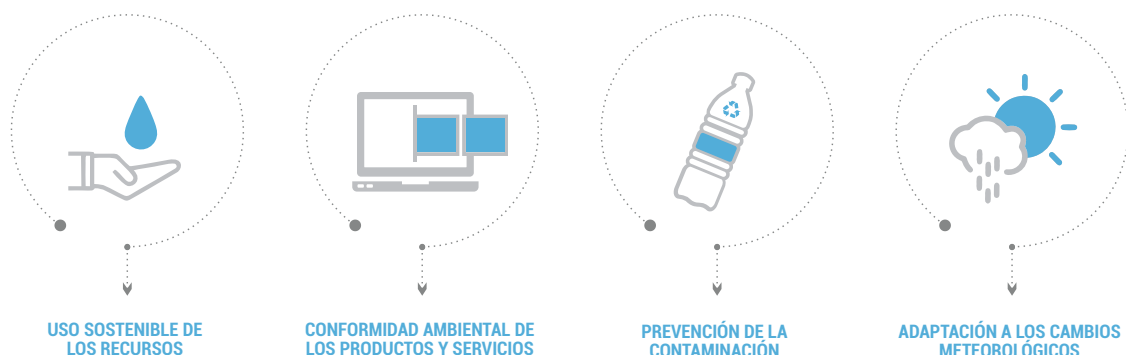 USO SOSTENIBLE DE
LOS RECURSOS
CONFORMIDAD AMBIENTAL DE
LOS PRODUCTOS Y SERVICIOS
PREVENCIÓN DE LA
CONTAMINACIÓN
ADAPTACIÓN A LOS CAMBIOS
METEOROLÓGICOS